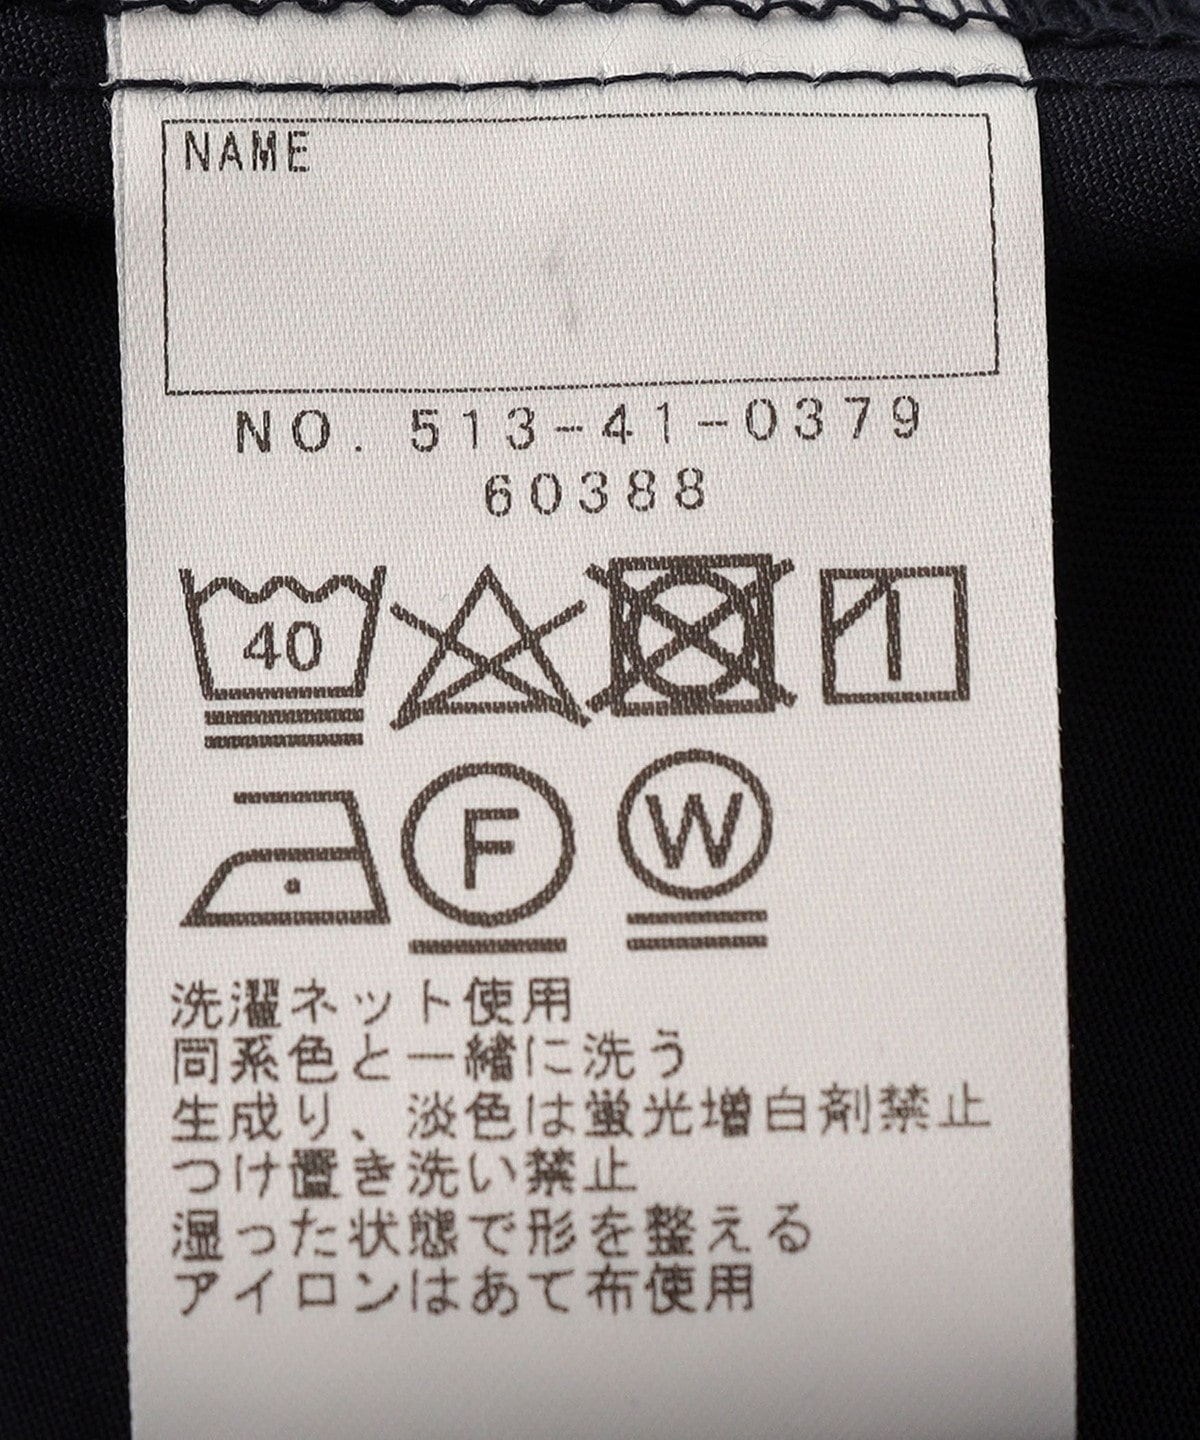 NAME
NO. 513-41-0379
60388
40
F W
洗濯ネット使用
同系色と一緒に洗う
生成り、淡色は蛍光増白剤禁止
つけ置き洗い禁止
湿った状態で形を整える
アイロンはあて布使用